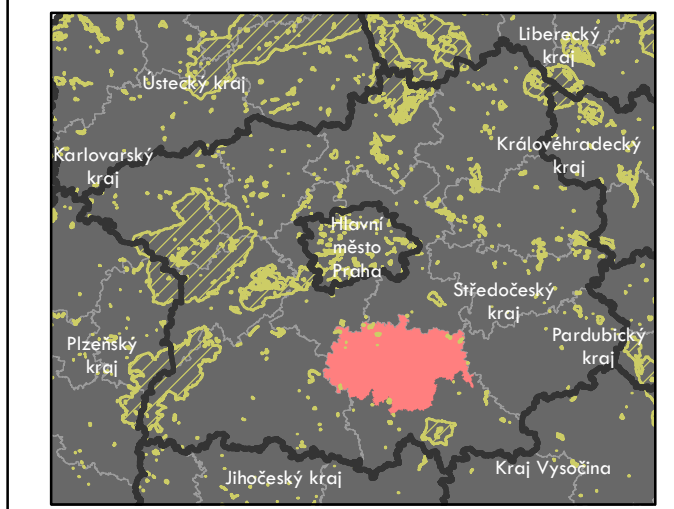 Liberecký
kraj
Ústecký kraj
Karlovarský
kraj
Královéhradecký
kraj
Hlavní
město
Praha
Středočeský
kraj
Plzeňský
kraj
Pardubický
kraj
Jihočeský kraj
Kraj Vysočina